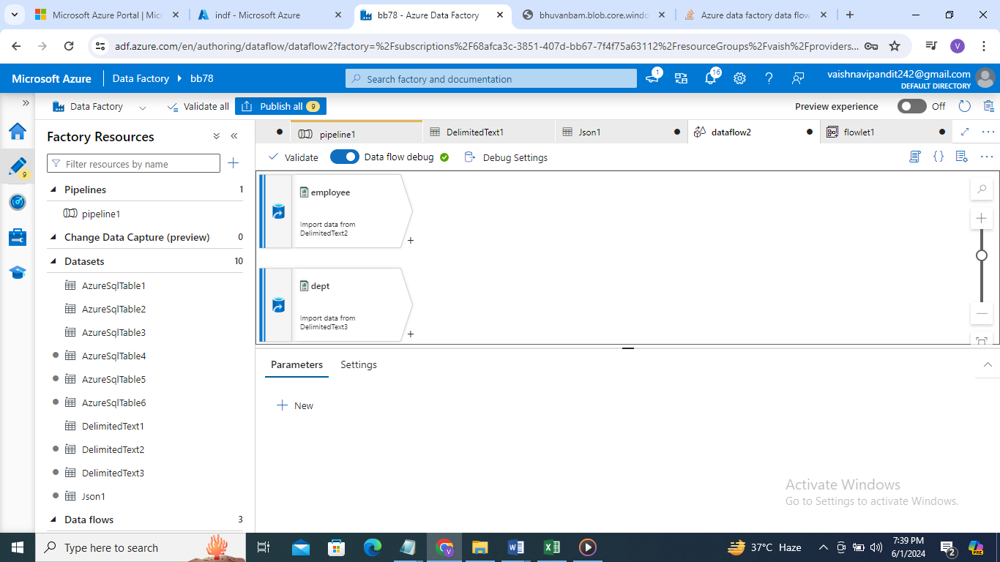 Microsoft Azure Portal | Micr
indf - Microsoft Azure
bb78 - Azure Data Factory
bhuvanbam.blob.core.windo
Azure data factory data flow
adf.azure.com/en/authoring/dataflow/dataflow2?factory=%2Fsubscriptions%2F68afca3c-3851-407d-bb67-7f4f75a63112%2FresourceGroups%2Fvaish%2Fproviders...
V
Microsoft Azure
Data Factory
bb78
Search factory and documentation
1
16
vaishnavipandit242@gmail.com
DEFAULT DIRECTORY
Data Factory
Validate all
Publish all 9
Preview experience
Off
Factory Resources
pipeline1
DelimitedText1
Json1
dataflow2
flowlet1
9
Filter resources by name
Validate
Data flow debug
Debug Settings
Pipelines 1
pipeline1
Change Data Capture (preview) 0
Datasets 10
AzureSqlTable1
AzureSqlTable2
AzureSqlTable3
AzureSqlTable4
AzureSqlTable5
AzureSqlTable6
DelimitedText1
DelimitedText2
DelimitedText3
Json1
Data flows 3
employee
Import data from
DelimitedText2
dept
Import data from
DelimitedText3
Parameters
Settings
New
Activate Windows
Go to Settings to activate Windows.
Type here to search
V
37°C Haze
7:39 PM
6/1/2024
2
PRE